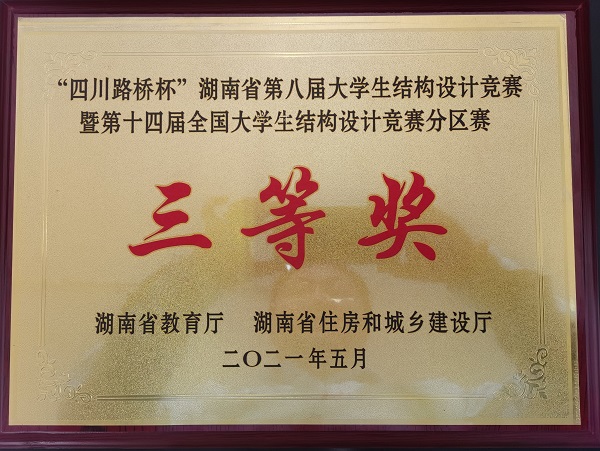 “四川路桥杯”湖南省第八届大学生结构设计竞赛
暨第十四届全国大学生结构设计竞赛分区赛
三等奖
湖南省教育厅 湖南省住房和城乡建设厅
二〇二一年五月